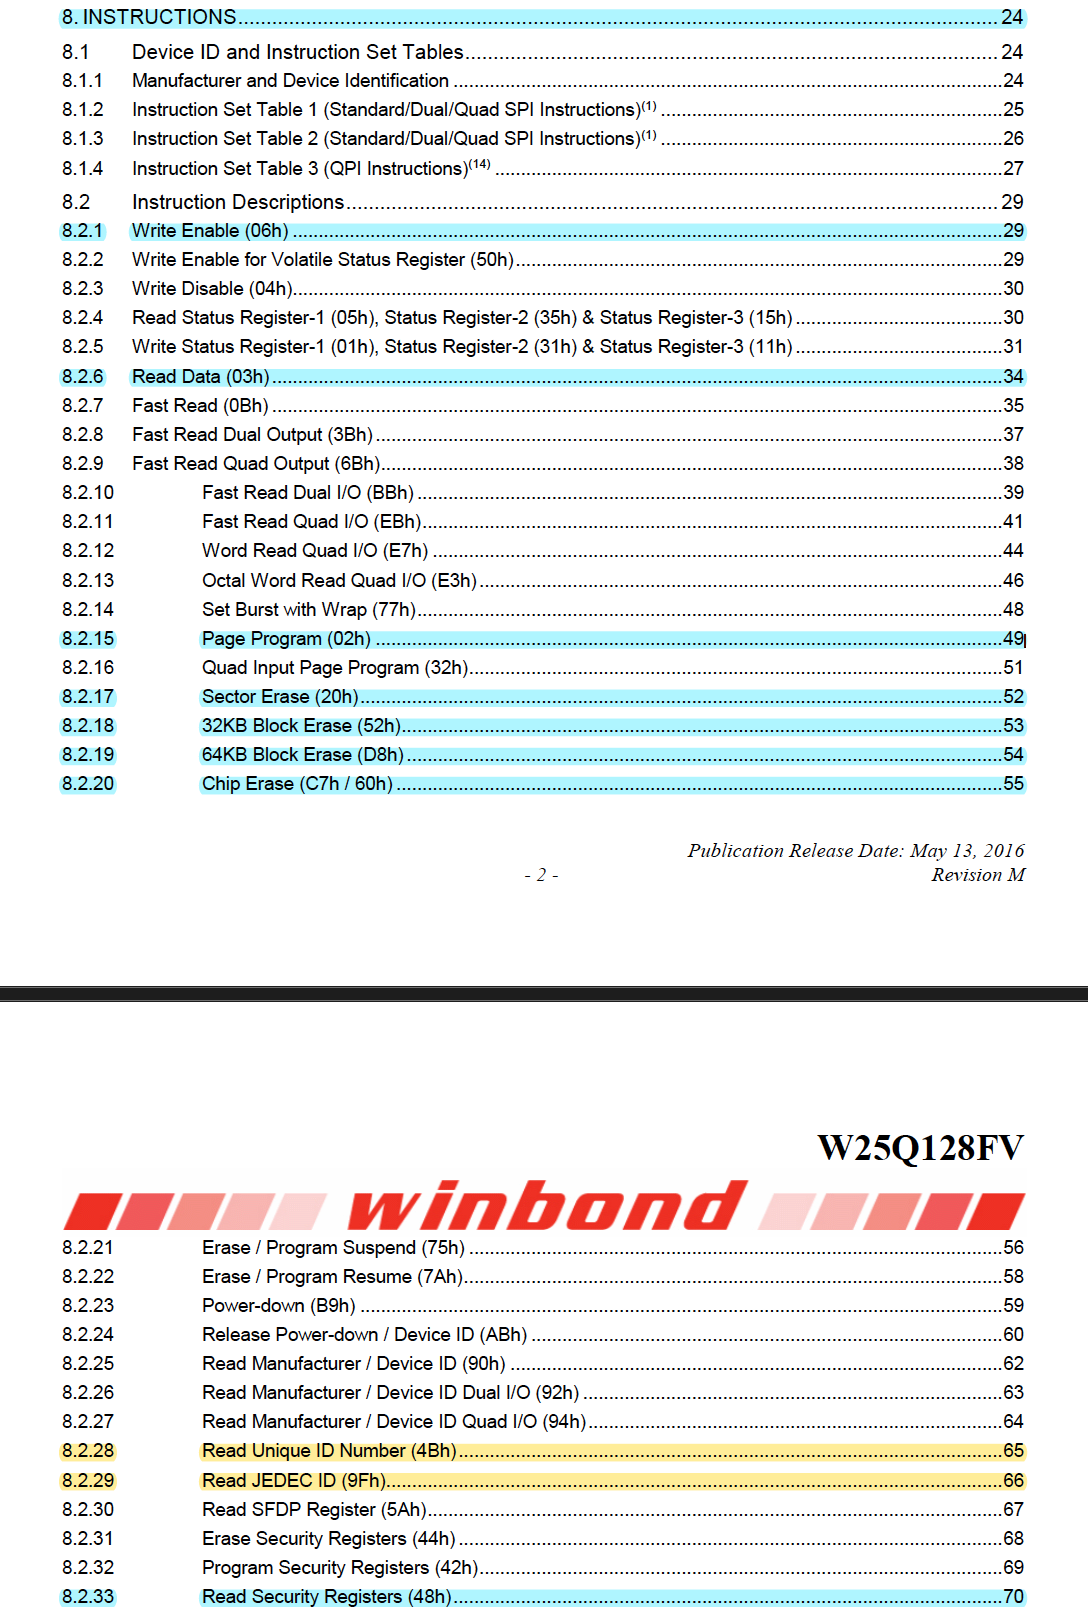 8. INSTRUCTIONS 24
8.1 Device ID and Instruction Set Tables 24
8.1.1 Manufacturer and Device Identification 24
8.1.2 Instruction Set Table 1 (Standard/Dual/Quad SPI Instructions)(1) 25
8.1.3 Instruction Set Table 2 (Standard/Dual/Quad SPI Instructions)(1) 26
8.1.4 Instruction Set Table 3 (QPI Instructions)(14) 27
8.2 Instruction Descriptions 29
8.2.1 Write Enable (06h) 29
8.2.2 Write Enable for Volatile Status Register (50h) 29
8.2.3 Write Disable (04h) 30
8.2.4 Read Status Register-1 (05h), Status Register-2 (35h) & Status Register-3 (15h) 30
8.2.5 Write Status Register-1 (01h), Status Register-2 (31h) & Status Register-3 (11h) 31
8.2.6 Read Data (03h) 34
8.2.7 Fast Read (0Bh) 35
8.2.8 Fast Read Dual Output (3Bh) 37
8.2.9 Fast Read Quad Output (6Bh) 38
8.2.10 Fast Read Dual I/O (BBh) 39
8.2.11 Fast Read Quad I/O (EBh) 41
8.2.12 Word Read Quad I/O (E7h) 44
8.2.13 Octal Word Read Quad I/O (E3h) 46
8.2.14 Set Burst with Wrap (77h) 48
8.2.15 Page Program (02h) 49
8.2.16 Quad Input Page Program (32h) 51
8.2.17 Sector Erase (20h) 52
8.2.18 32KB Block Erase (52h) 53
8.2.19 64KB Block Erase (D8h) 54
8.2.20 Chip Erase (C7h / 60h) 55
Publication Release Date: May 13, 2016
- 2 - Revision M
W25Q128FV
winbond
8.2.21 Erase / Program Suspend (75h) 56
8.2.22 Erase / Program Resume (7Ah) 58
8.2.23 Power-down (B9h) 59
8.2.24 Release Power-down / Device ID (ABh) 60
8.2.25 Read Manufacturer / Device ID (90h) 62
8.2.26 Read Manufacturer / Device ID Dual I/O (92h) 63
8.2.27 Read Manufacturer / Device ID Quad I/O (94h) 64
8.2.28 Read Unique ID Number (4Bh) 65
8.2.29 Read JEDEC ID (9Fh) 66
8.2.30 Read SFDP Register (5Ah) 67
8.2.31 Erase Security Registers (44h) 68
8.2.32 Program Security Registers (42h) 69
8.2.33 Read Security Registers (48h) 70